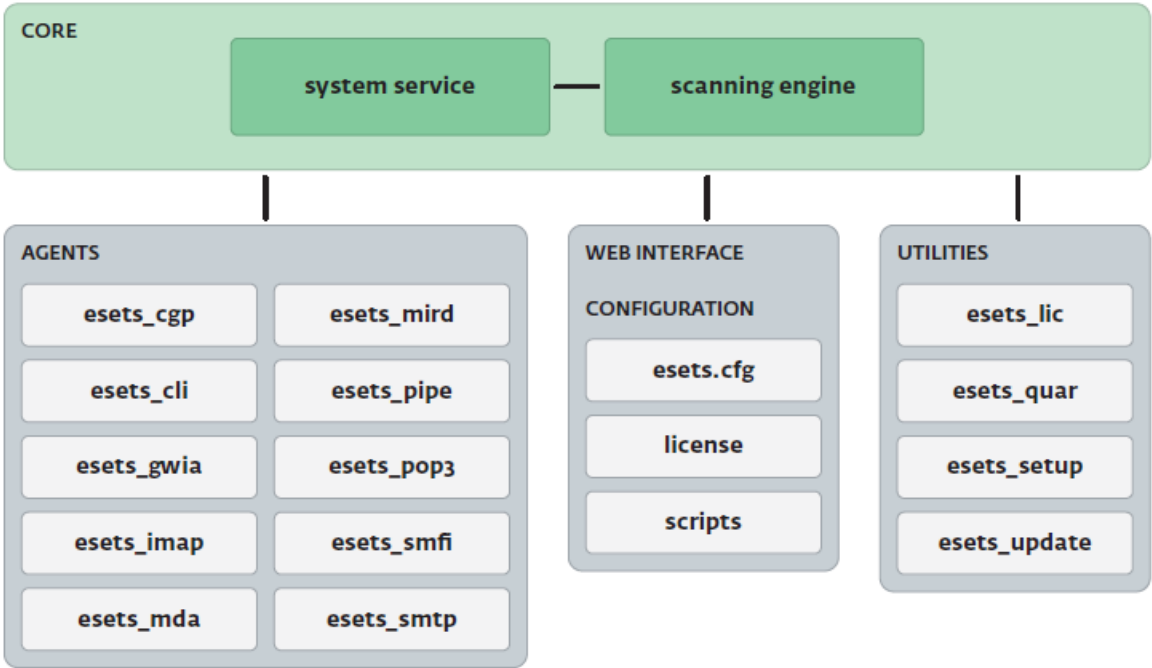 CORE
system service
scanning engine
AGENTS
esets_cgp
esets_mird
esets_cli
esets_pipe
esets_gwia
esets_pop3
esets_imap
esets_smfi
esets_mda
esets_smtp
WEB INTERFACE
CONFIGURATION
esets.cfg
license
scripts
UTILITIES
esets_lic
esets_quar
esets_setup
esets_update